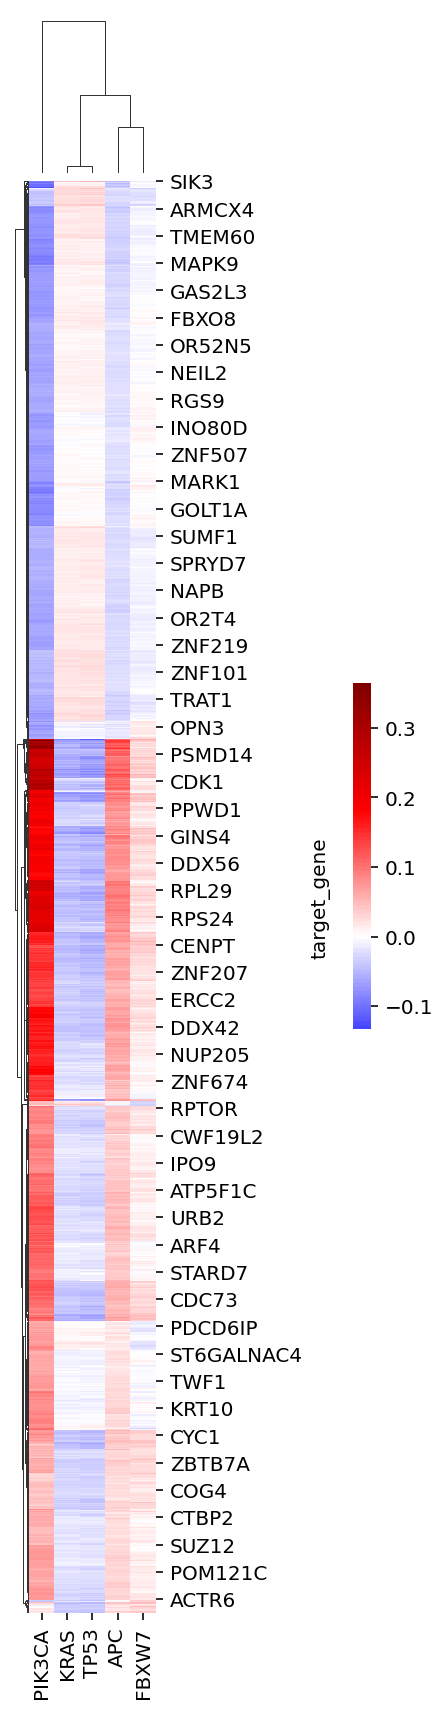 SIK3
ARMCX4
TMEM60
MAPK9
GAS2L3
FBXO8
OR52N5
NEIL2
RGS9
INO80D
ZNF507
MARK1
GOLT1A
SUMF1
SPRYD7
NAPB
OR2T4
ZNF219
ZNF101
TRAT1
OPN3
PSMD14
CDK1
PPWD1
GINS4
DDX56
RPL29
RPS24
CENPT
ZNF207
ERCC2
DDX42
NUP205
ZNF674
RPTOR
CWF19L2
IPO9
ATP5F1C
URB2
ARF4
STARD7
CDC73
PDCD6IP
ST6GALNAC4
TWF1
KRT10
CYC1
ZBTB7A
COG4
CTBP2
SUZ12
POM121C
ACTR6
PIK3CA
KRAS
TP53
APC
FBXW7
target_gene
0.3
0.2
0.1
0.0
−0.1